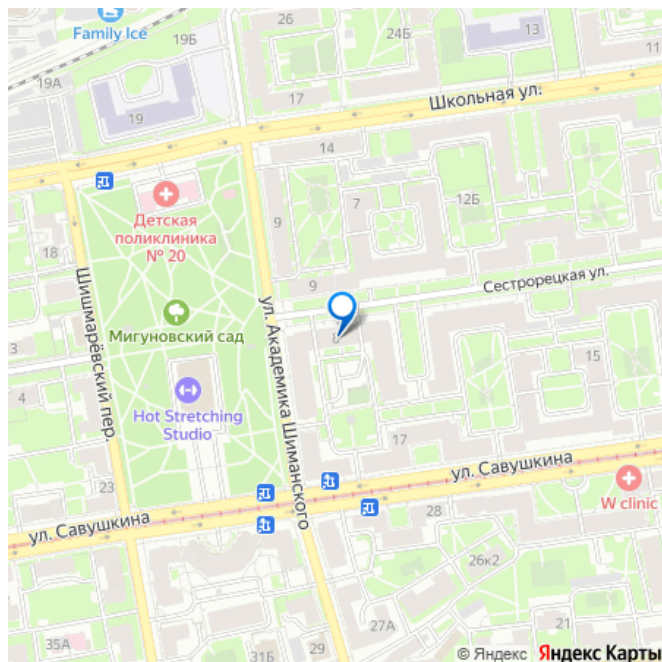 Family Ice
19Б
26
24Б
13
11
19А
17
19
Школьная ул.
14
Детская
поликлиника
№ 20
9
7
12Б
18
9
Сестрорецкая ул.
Шишмарёвский пер.
Мигуновский сад
ул. Академика Шиманского
8
3
15
4
Hot Stretching
Studio
17
23
ул. Савушкина
W clinic
ул. Савушкина
28
26к2
35А
31Б
29
27А
21
© Яндекс Яндекс Карты